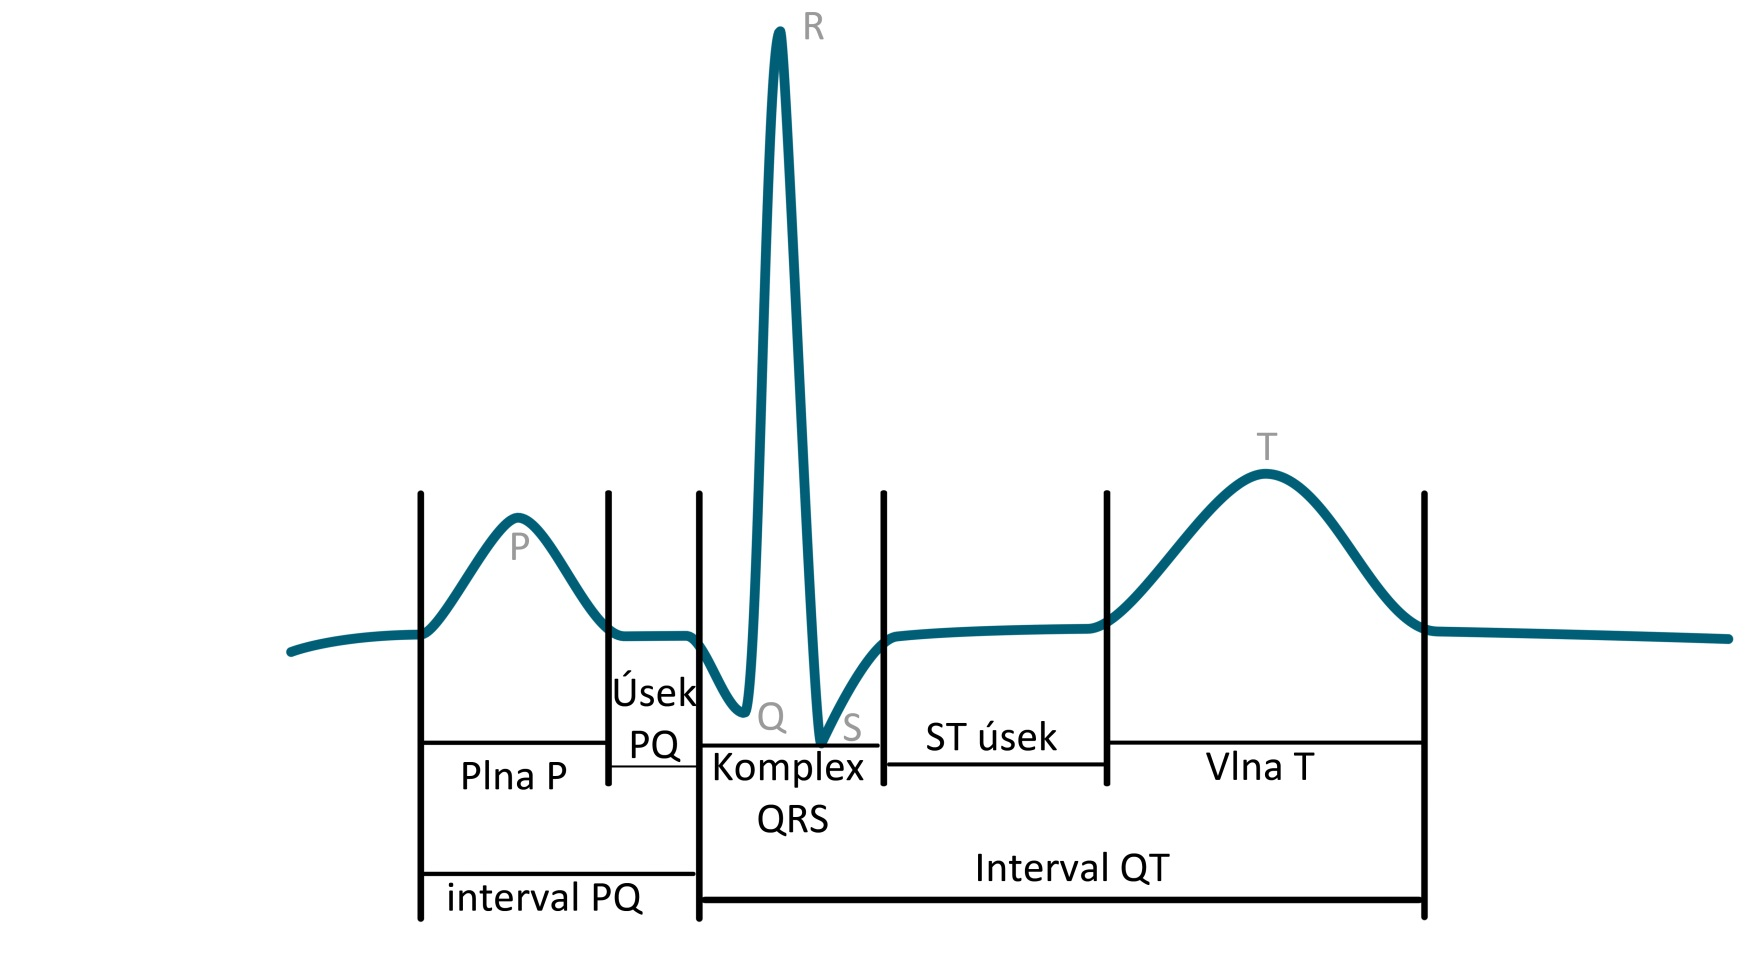 R
T
P
Úsek
PQ
Q
S
ST úsek
Plna P
Komplex
QRS
Vlna T
interval PQ
Interval QT